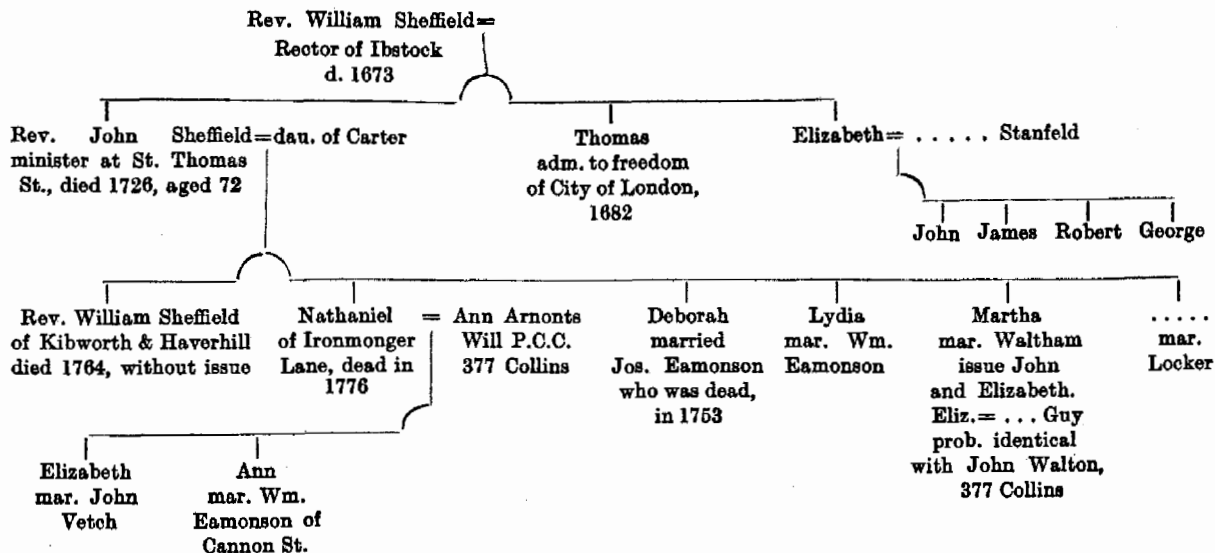 Rev. William Sheffield=
Rector of Ibstock
d. 1673
Rev. John Sheffield=dau. of Carter
minister at St. Thomas
St., died 1726, aged 72
Thomas
adm. to freedom
of City of London,
1682
Elizabeth= . . . . . Stanfeld
John James Robert George
Rev. William Sheffield
of Kibworth & Haverhill
died 1764, without issue
Nathaniel
of Ironmonger
Lane, dead in
1776
= Ann Arnonts
Will P.C.C.
377 Collins
Deborah
married
Jos. Eamonson
who was dead,
in 1753
Lydia
mar. Wm.
Eamonson
Martha
mar. Waltham
issue John
and Elizabeth.
Eliz.= . . . Guy
prob. identical
with John Walton,
377 Collins
. . . . .
mar.
Locker
Elizabeth
mar. John
Vetch
Ann
mar. Wm.
Eamonson of
Cannon St.